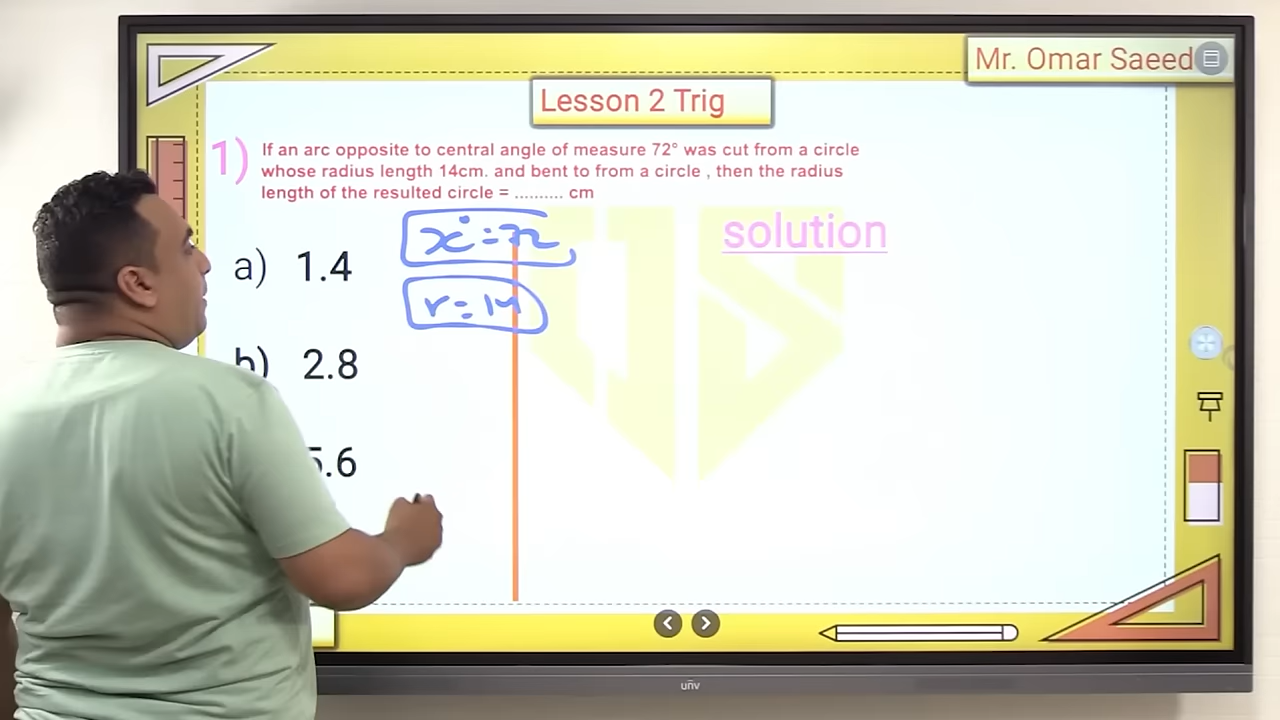 Mr. Omar Saeed
Lesson 2 Trig
1) If an arc opposite to central angle of measure 72° was cut from a circle
whose radius length 14cm. and bent to from a circle , then the radius
length of the resulted circle = .......... cm
x° = 72
solution
a) 1.4
r = 14
b) 2.8
5.6
unv